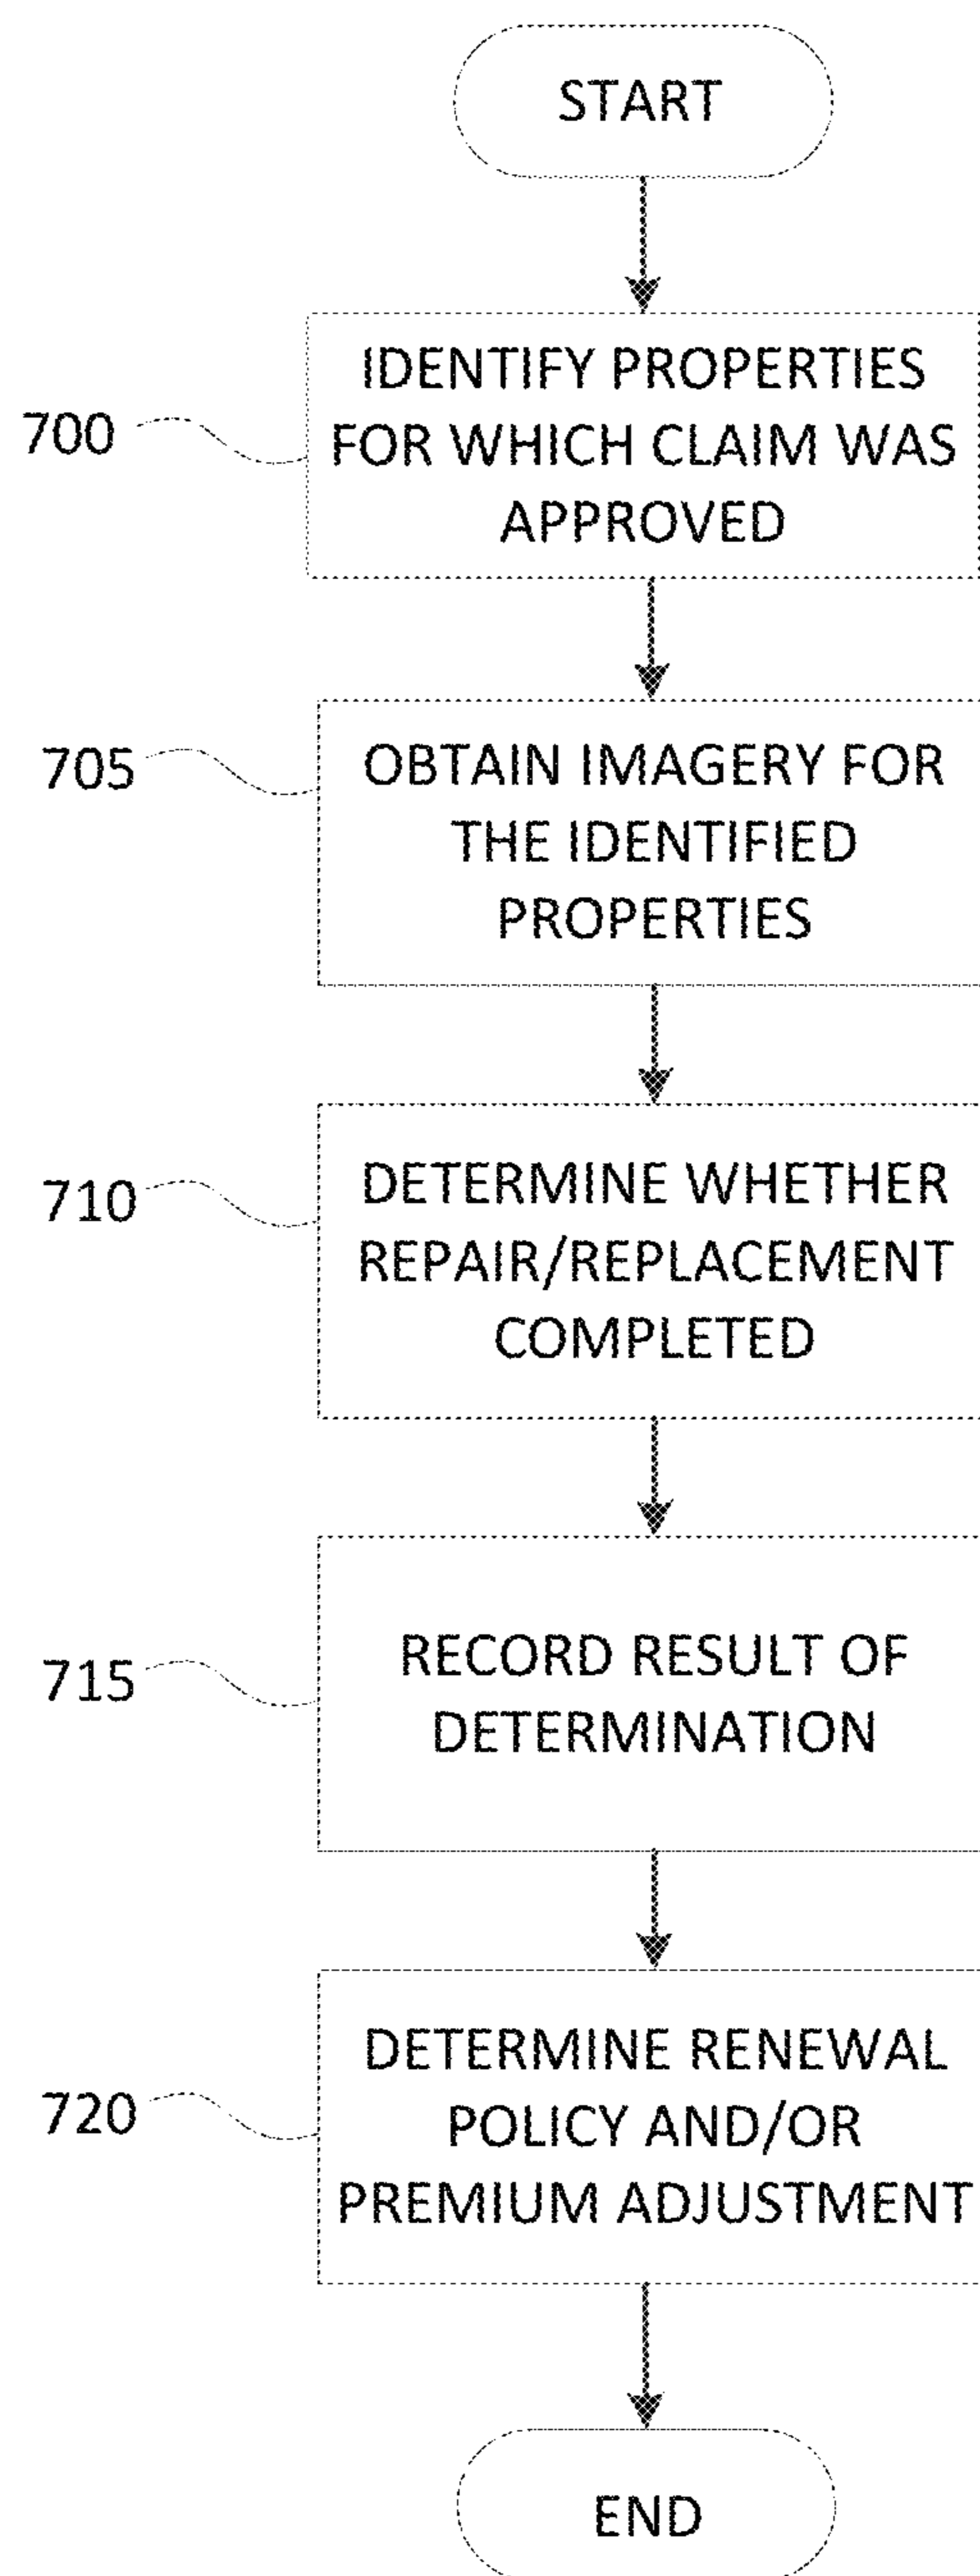 START
IDENTIFY PROPERTIES
700
FOR WHICH CLAIM WAS
APPROVED
705
OBTAIN IMAGERY FOR
THE IDENTIFIED
PROPERTIES
710
DETERMINE WHETHER
REPAIR/REPLACEMENT
COMPLETED
715
RECORD RESULT OF
DETERMINATION
720
DETERMINE RENEWAL
POLICY AND/OR
PREMIUM ADJUSTMENT
END